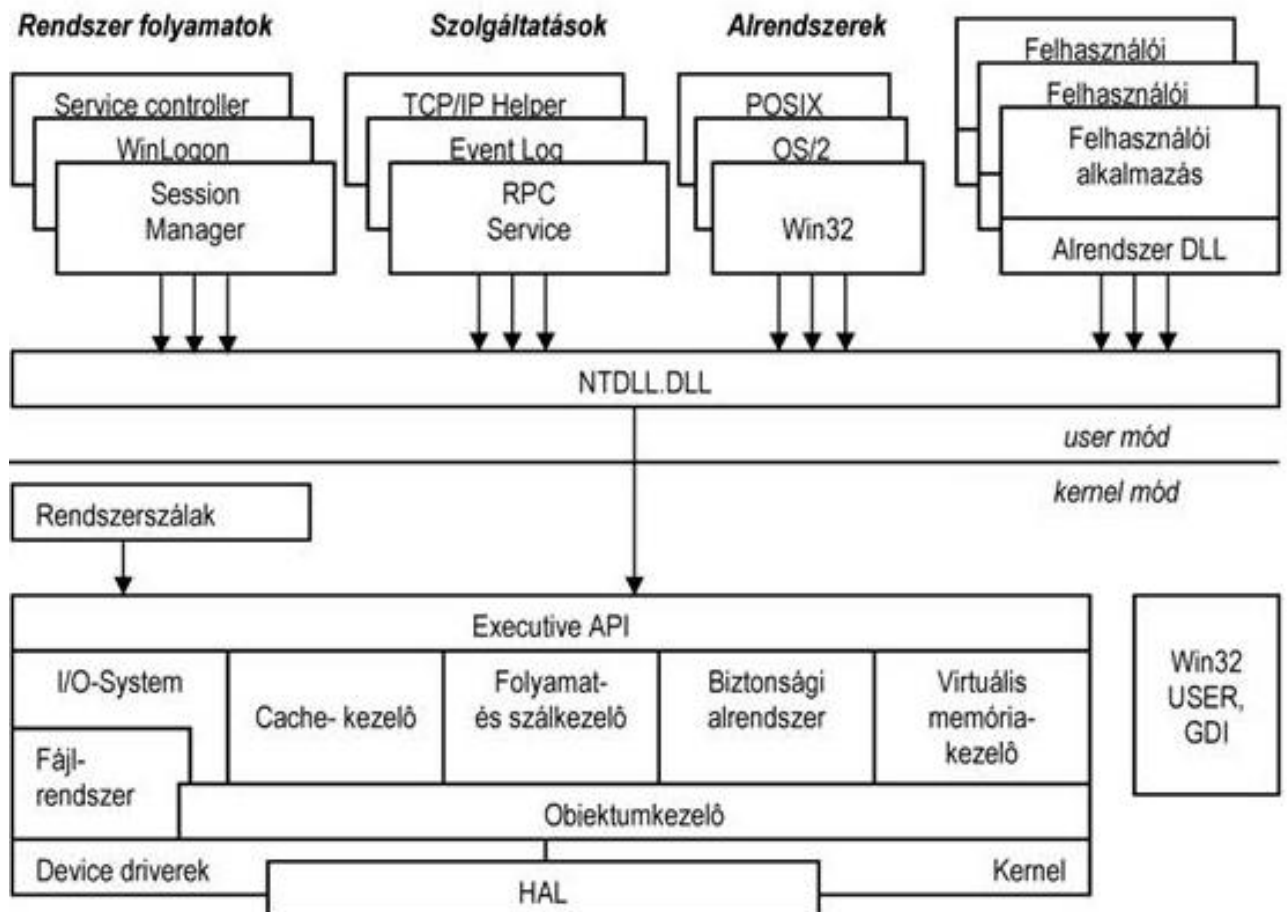 Rendszer folyamatok
Szolgáltatások
Alrendszerek
Service controller
WinLogon
Session
Manager
TCP/IP Helper
Event Log
RPC
Service
POSIX
OS/2
Win32
Felhasználói
Felhasználói
Felhasználói
alkalmazás
Alrendszer DLL
NTDLL.DLL
user mód
kernel mód
Rendszerszálak
Executive API
I/O-System
Cache- kezelô
Folyamat-
és szálkezelô
Biztonsági
alrendszer
Virtuális
memória-
kezelô
Fájl-
rendszer
Obiektumkezelô
Device driverek
Kernel
HAL
Win32
USER,
GDI